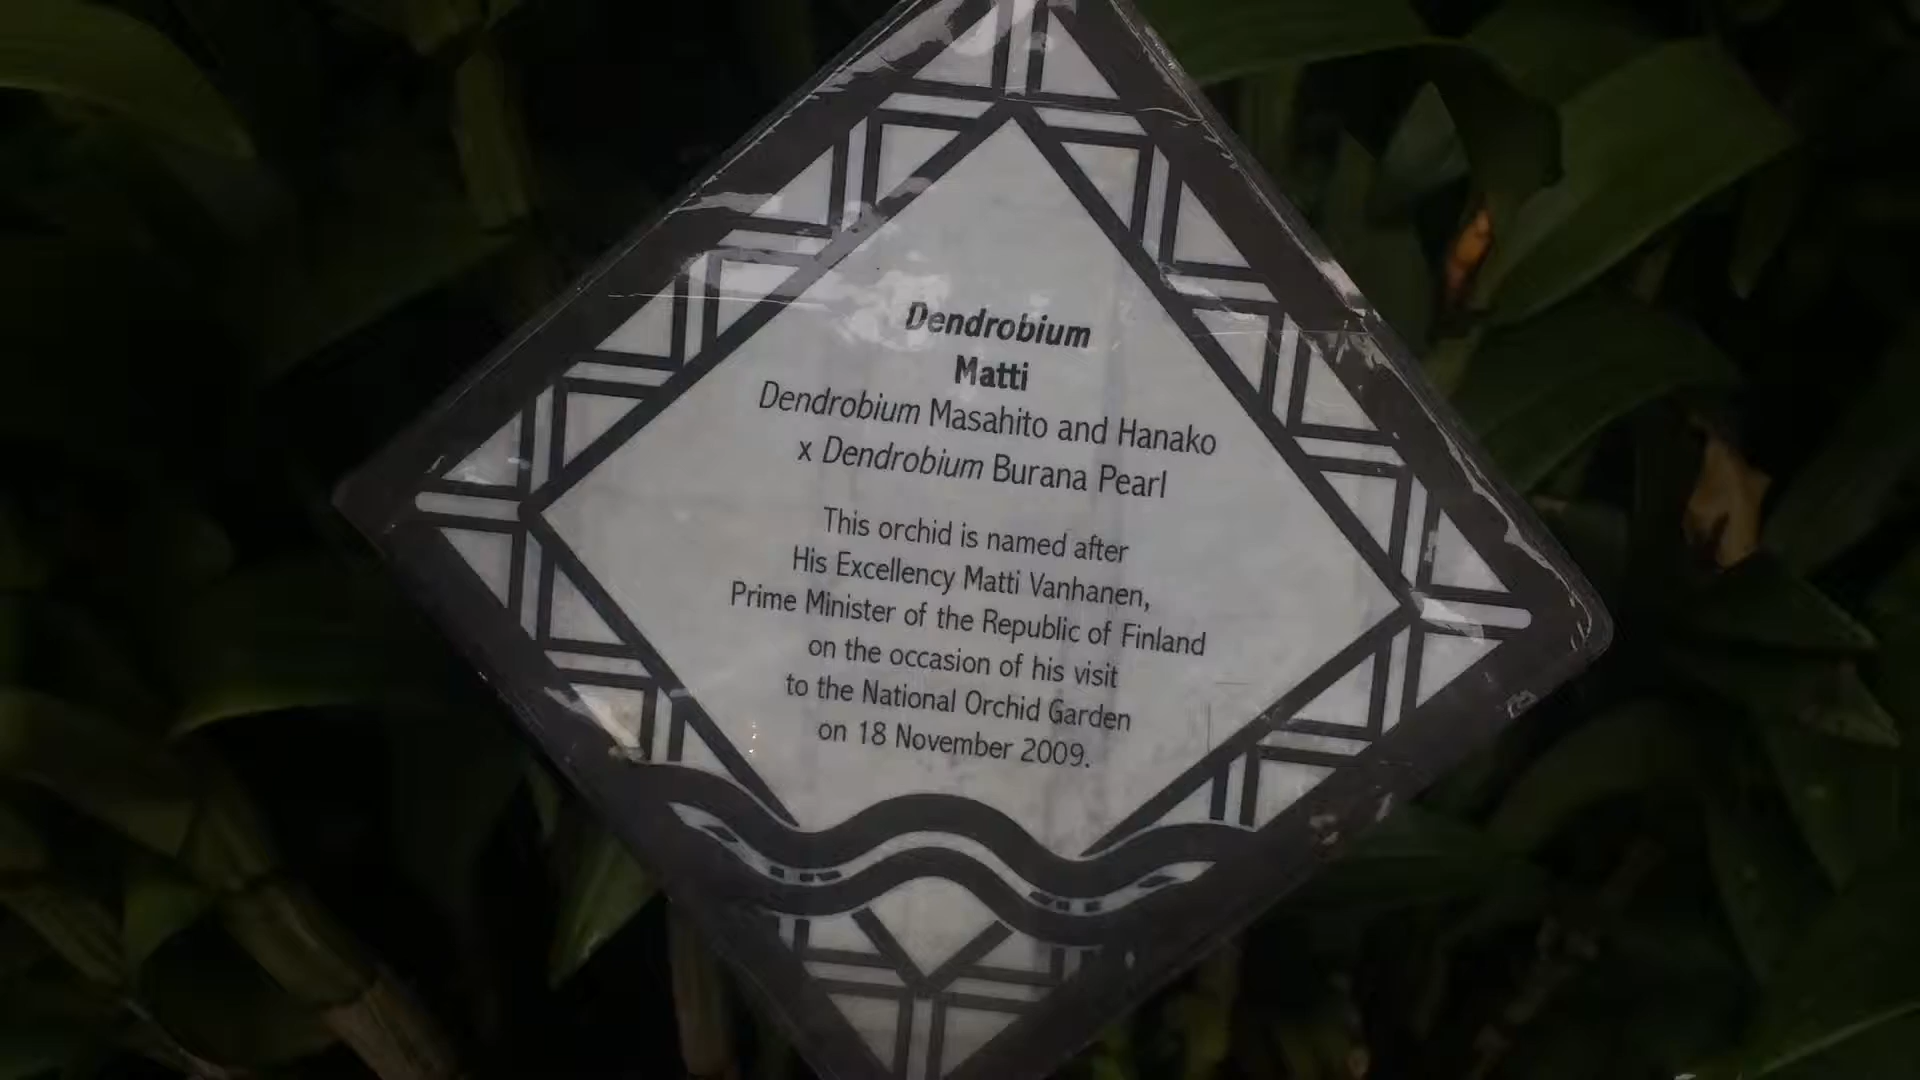 Dendrobium
Matti
Dendrobium Masahito and Hanako
x Dendrobium Burana Pearl
This orchid is named after
His Excellency Matti Vanhanen,
Prime Minister of the Republic of Finland
on the occasion of his visit
to the National Orchid Garden
on 18 November 2009.